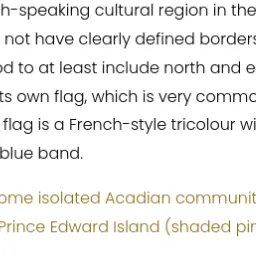 h-speaking cultural region in the
not have clearly defined borders
d to at least include north and e
ts own flag, which is very commo
flag is a French-style tricolour wi
blue band.
ome isolated Acadian communit
Prince Edward Island (shaded pin